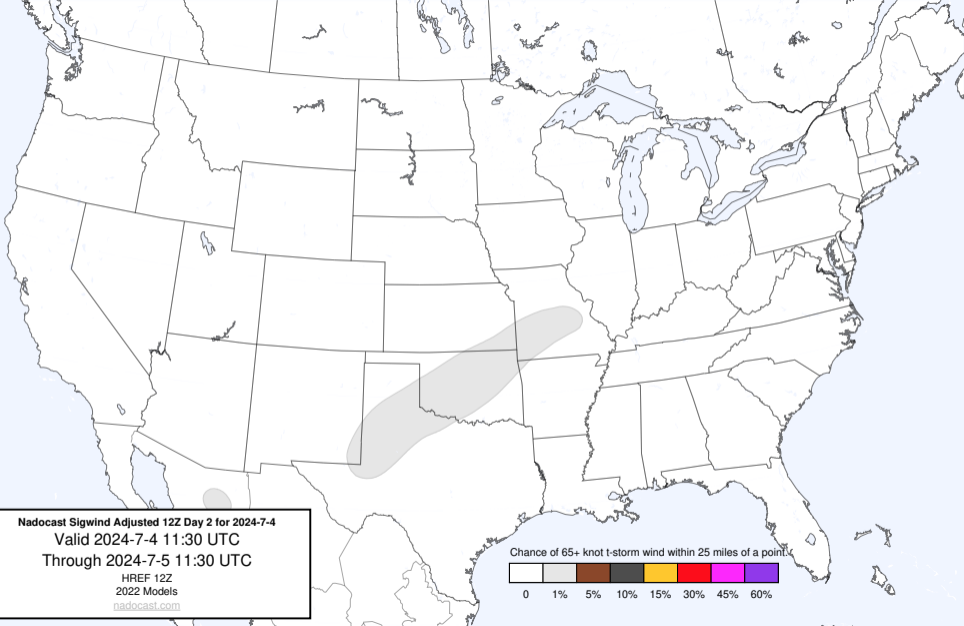 Nadocast Sigwind Adjusted 12Z Day 2 for 2024-7-4
Valid 2024-7-4 11:30 UTC
Through 2024-7-5 11:30 UTC
HREF 12Z
2022 Models
nadocast.com
Chance of 65+ knot t-storm wind within 25 miles of a point.
0 1% 5% 10% 15% 30% 45% 60%